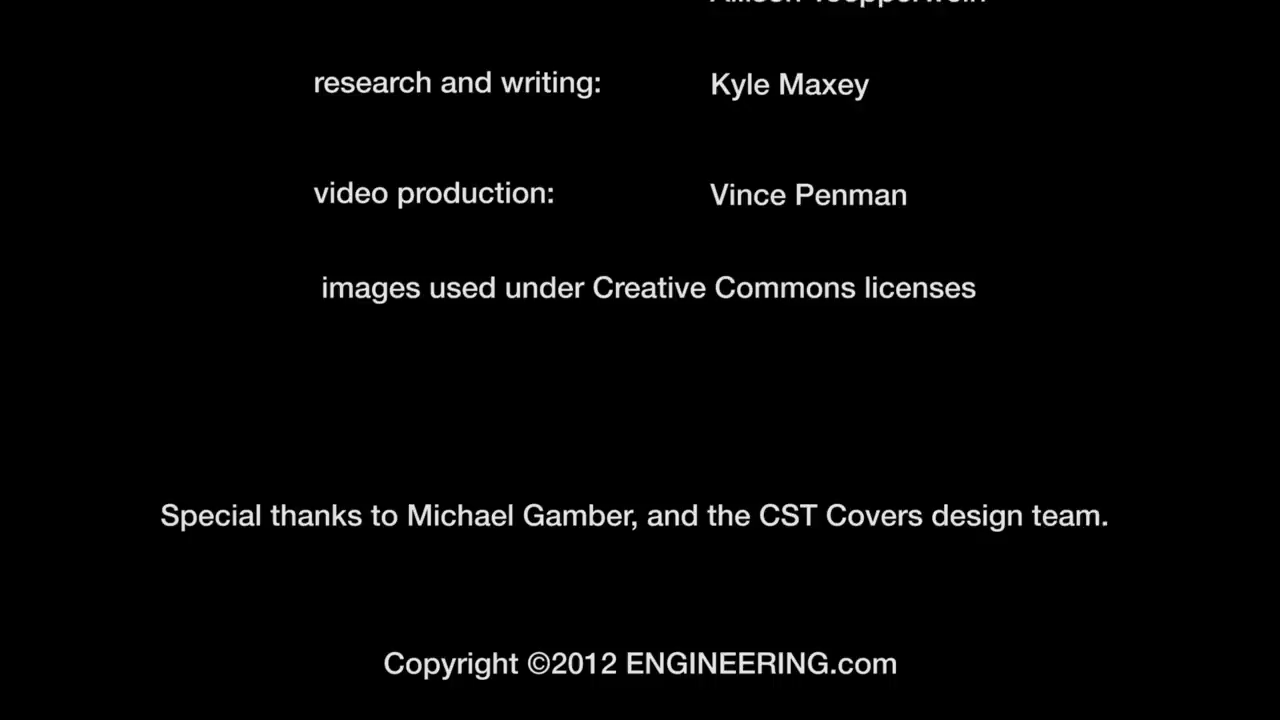 research and writing: Kyle Maxey
video production: Vince Penman
images used under Creative Commons licenses
Special thanks to Michael Gamber, and the CST Covers design team.
Copyright ©2012 ENGINEERING.com